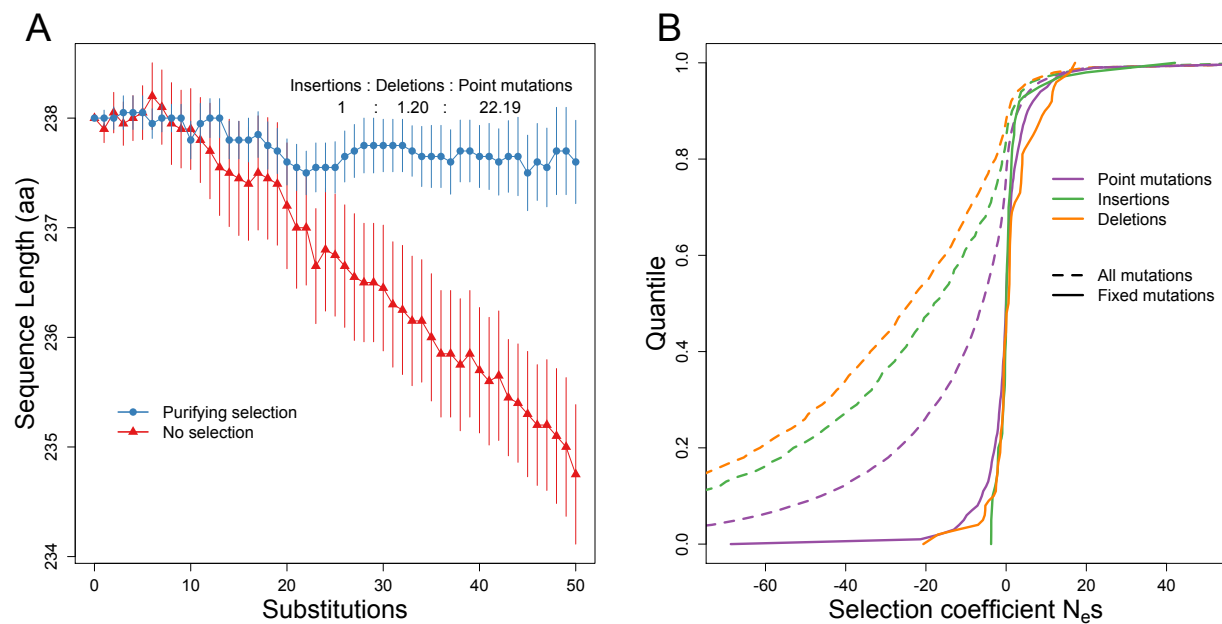 A
Sequence Length (aa)
238
237
236
235
234
Insertions : Deletions : Point mutations
1 : 1.20 : 22.19
Purifying selection
No selection
0 10 20 30 40 50
Substitutions
B
Quantile
1.0
0.8
0.6
0.4
0.2
0.0
Point mutations
Insertions
Deletions
All mutations
Fixed mutations
-60 -40 -20 0 20 40
Selection coefficient Nₑs